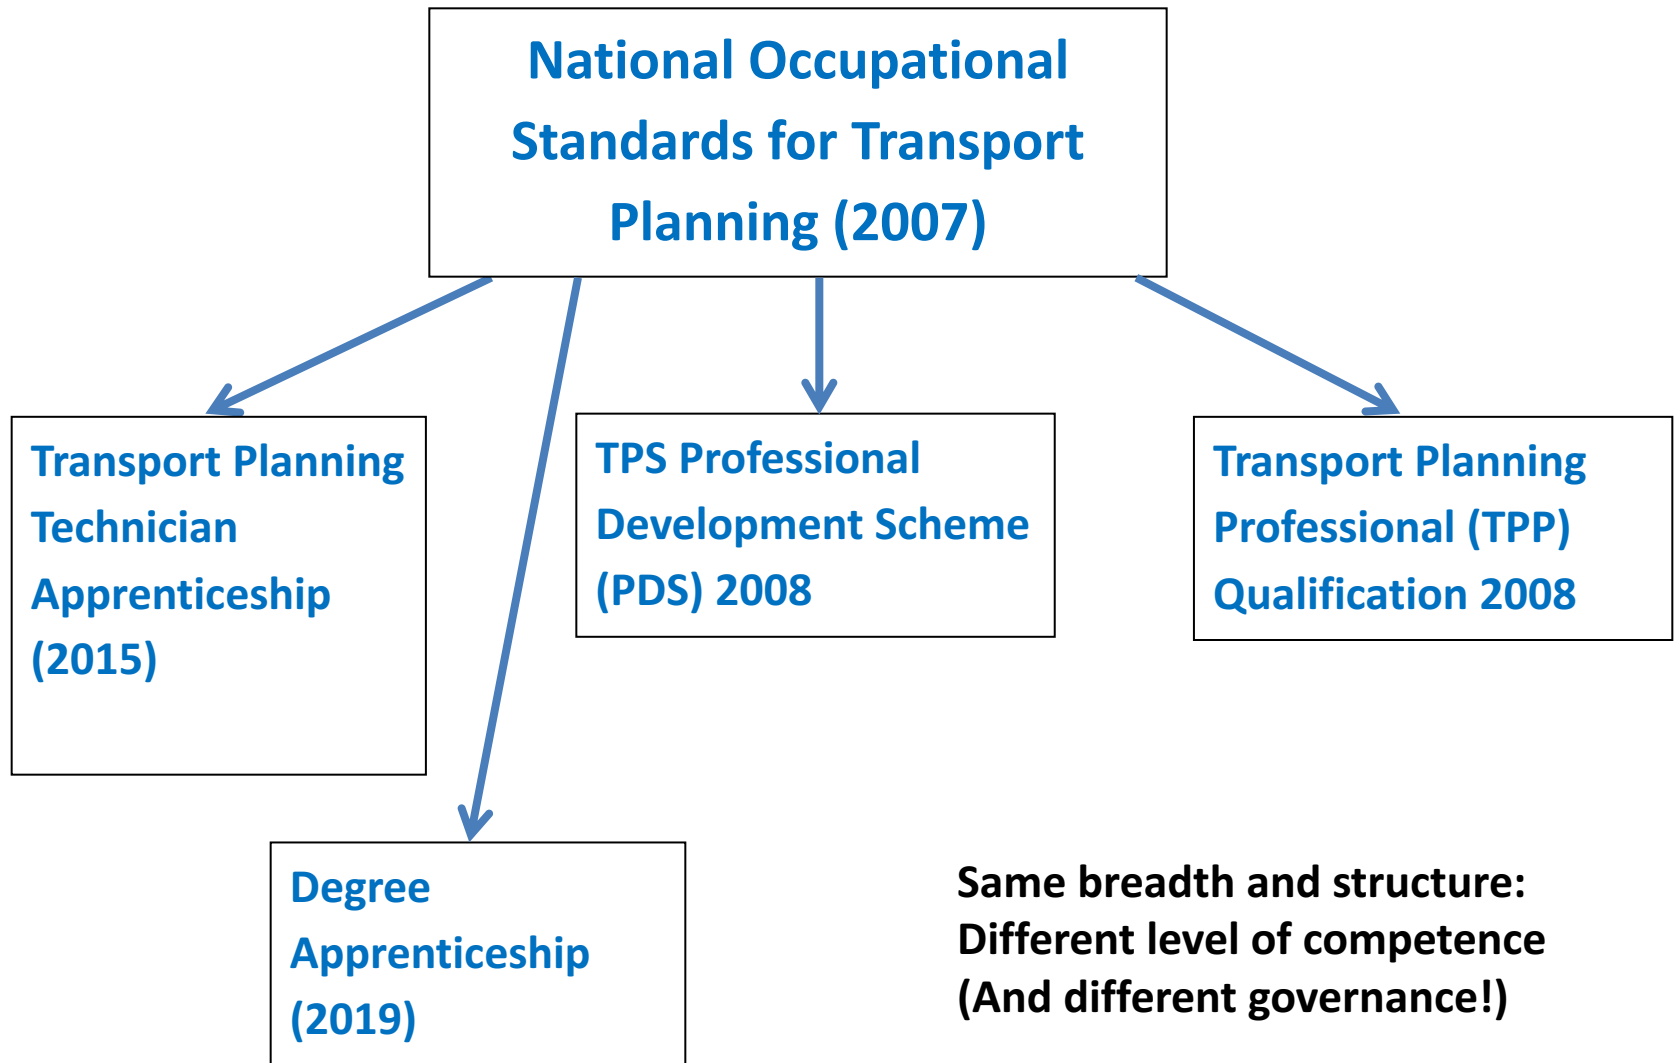 National Occupational
Standards for Transport
Planning (2007)
Transport Planning
Technician
Apprenticeship
(2015)
TPS Professional
Development Scheme
(PDS) 2008
Transport Planning
Professional (TPP)
Qualification 2008
Degree
Apprenticeship
(2019)
Same breadth and structure:
Different level of competence
(And different governance!)